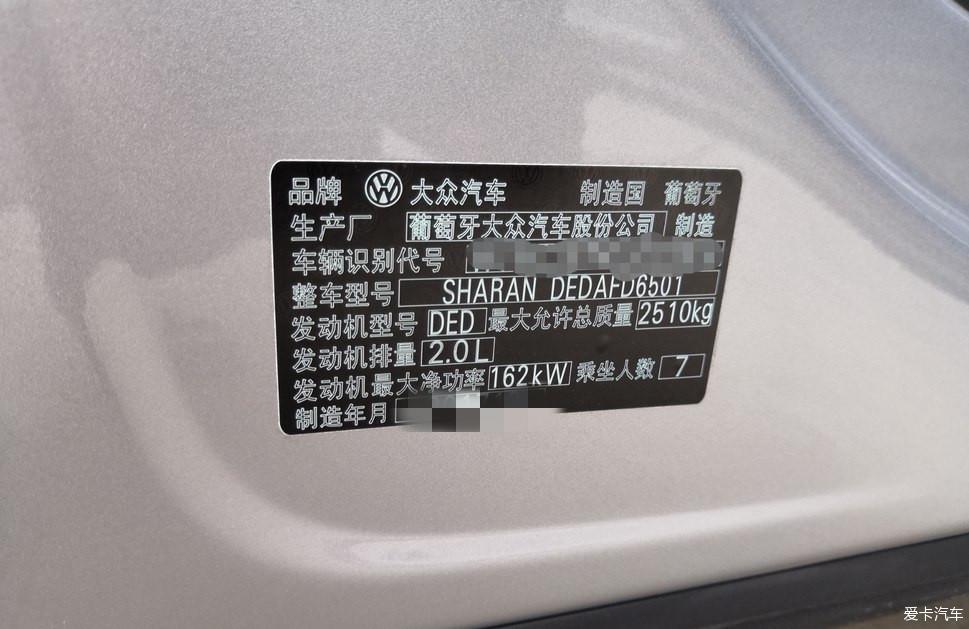 品牌 大众汽车 制造国 葡萄牙
生产厂 葡萄牙大众汽车股份公司 制造
车辆识别代号
整车型号 SHARAN DEDAFD6501
发动机型号 DED 最大允许总质量 2510kg
发动机排量 2.0L
发动机最大净功率 162kW 乘坐人数 7
制造年月
爱卡汽车